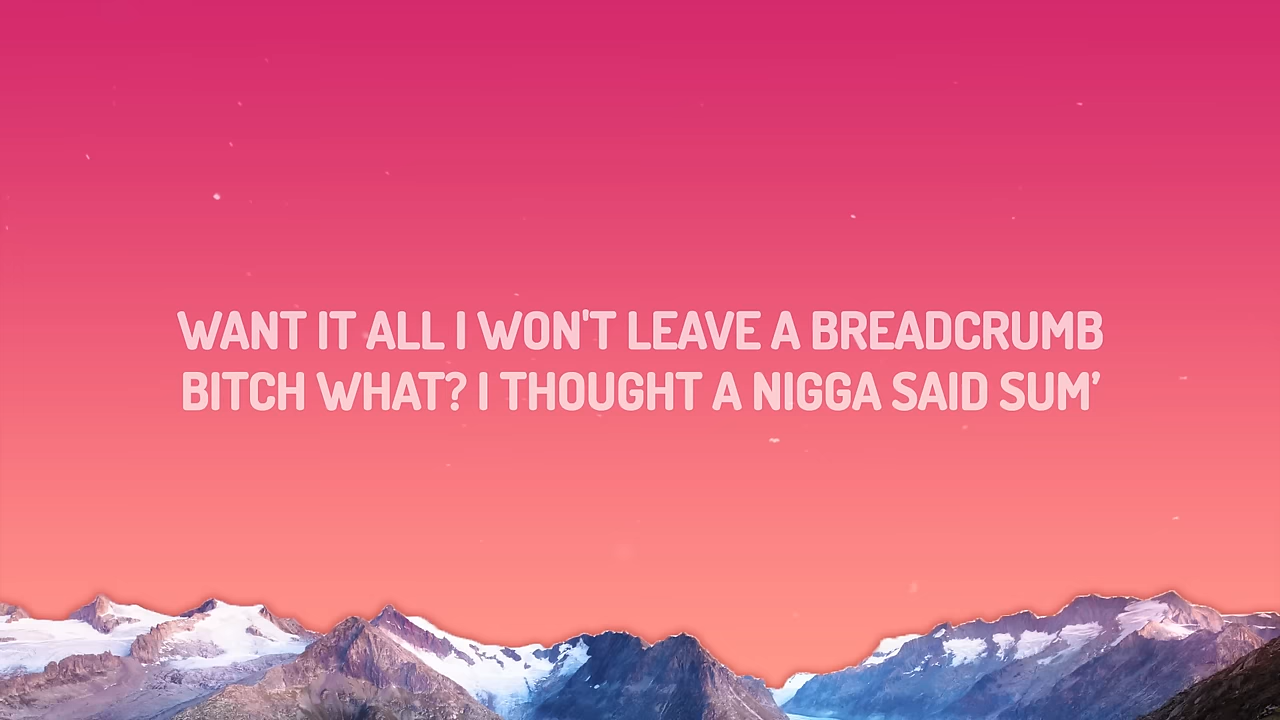 WANT IT ALL I WON'T LEAVE A BREADCRUMB
BITCH WHAT? I THOUGHT A NIGGA SAID SUM’